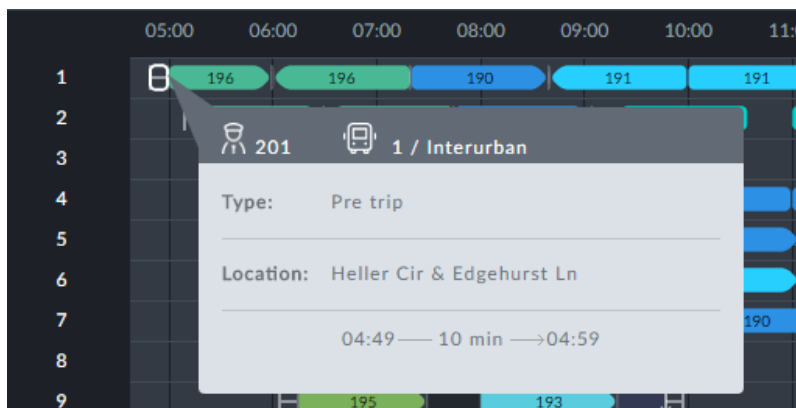 05:00 06:00 07:00 08:00 09:00 10:00 11:
1 196 196 190 191 191
2
201 1 / Interurban
3
4
Type: Pre trip
5
Location: Heller Cir & Edgehurst Ln
6
7 190
04:49 10 min 04:59
8
9 195 193